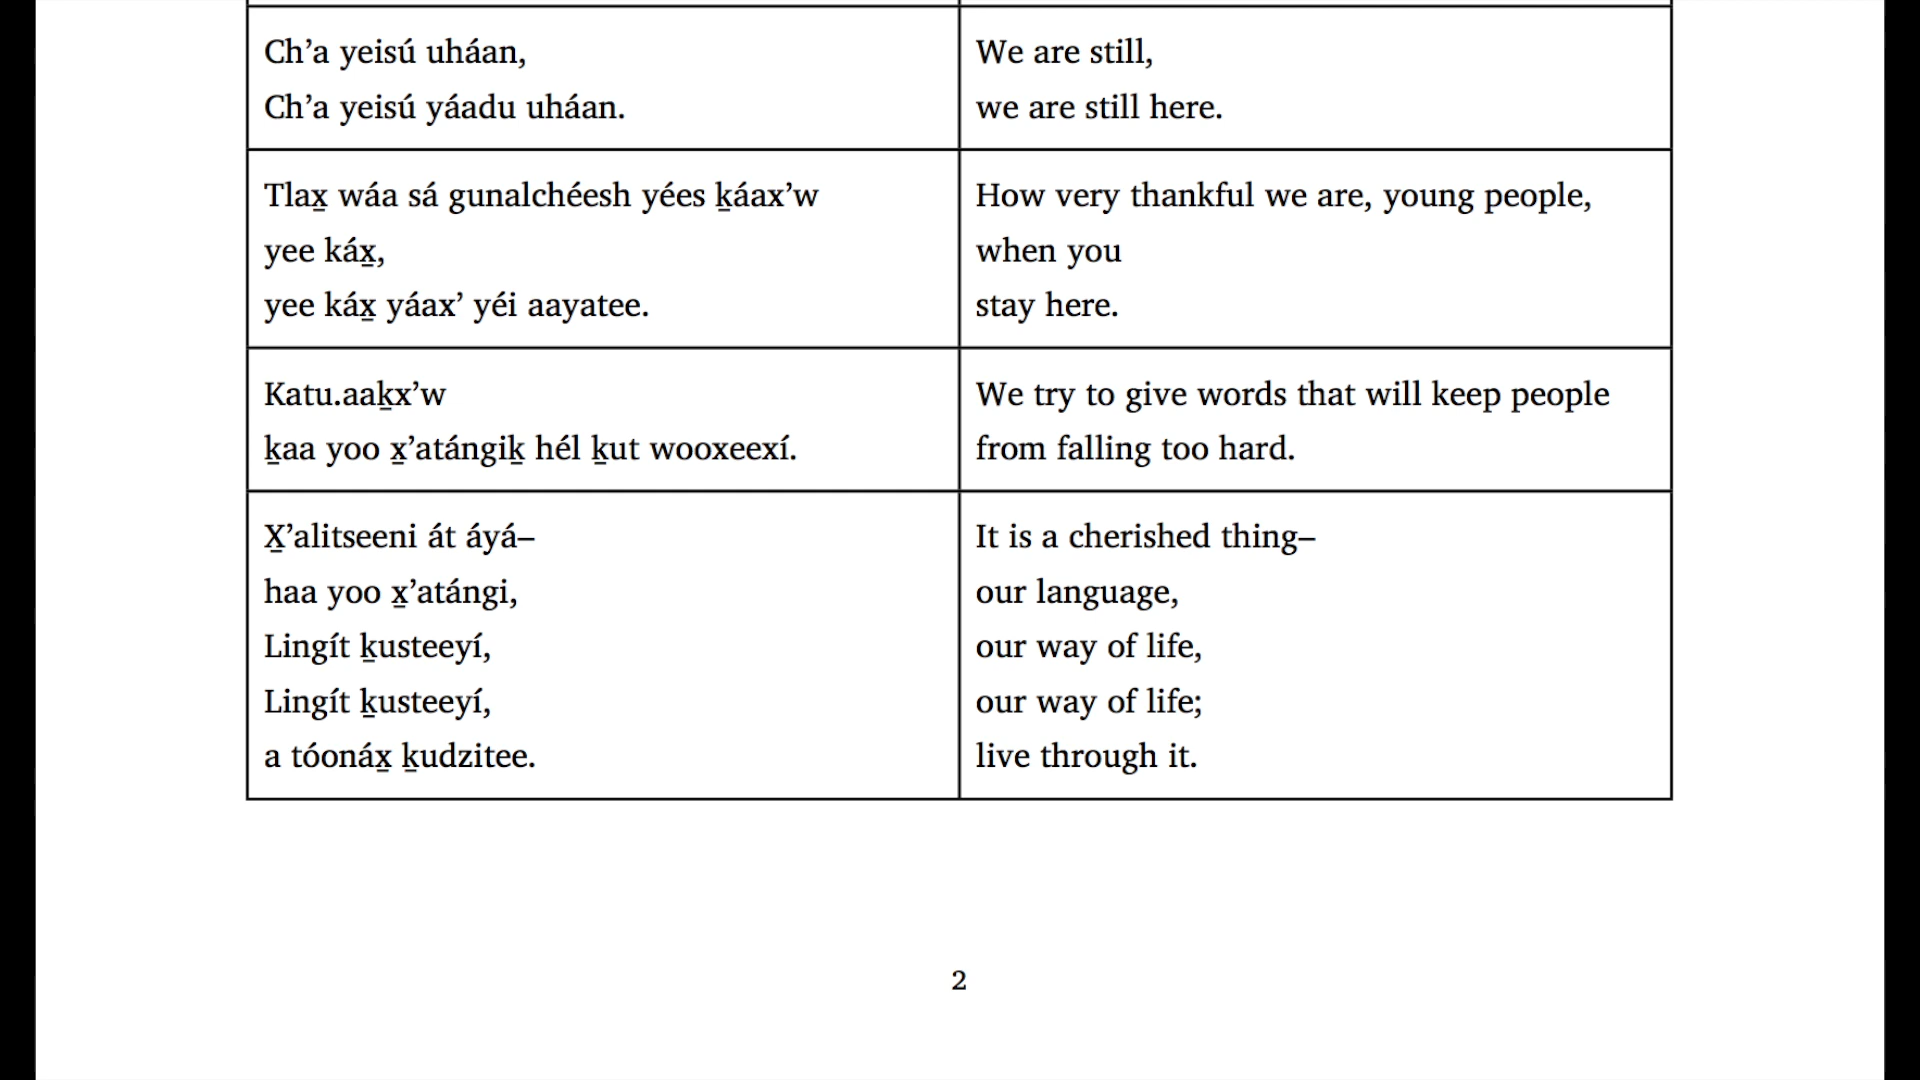 Ch’a yeisú uháan,
Ch’a yeisú yáadu uháan.
We are still,
we are still here.
Tlax̱ wáa sá gunalchéesh yées ḵáax’w
yee káx̱,
yee káx̱ yáax’ yéi aayatee.
How very thankful we are, young people,
when you
stay here.
Katu.aaḵx’w
ḵaa yoo x̱’atángiḵ hél ḵut wooxeexí.
We try to give words that will keep people
from falling too hard.
X̱’alitseeni át áyá–
haa yoo x̱’atángi,
Lingít ḵusteeyí,
Lingít ḵusteeyí,
a tóonáx̱ ḵudzitee.
It is a cherished thing–
our language,
our way of life,
our way of life;
live through it.
2